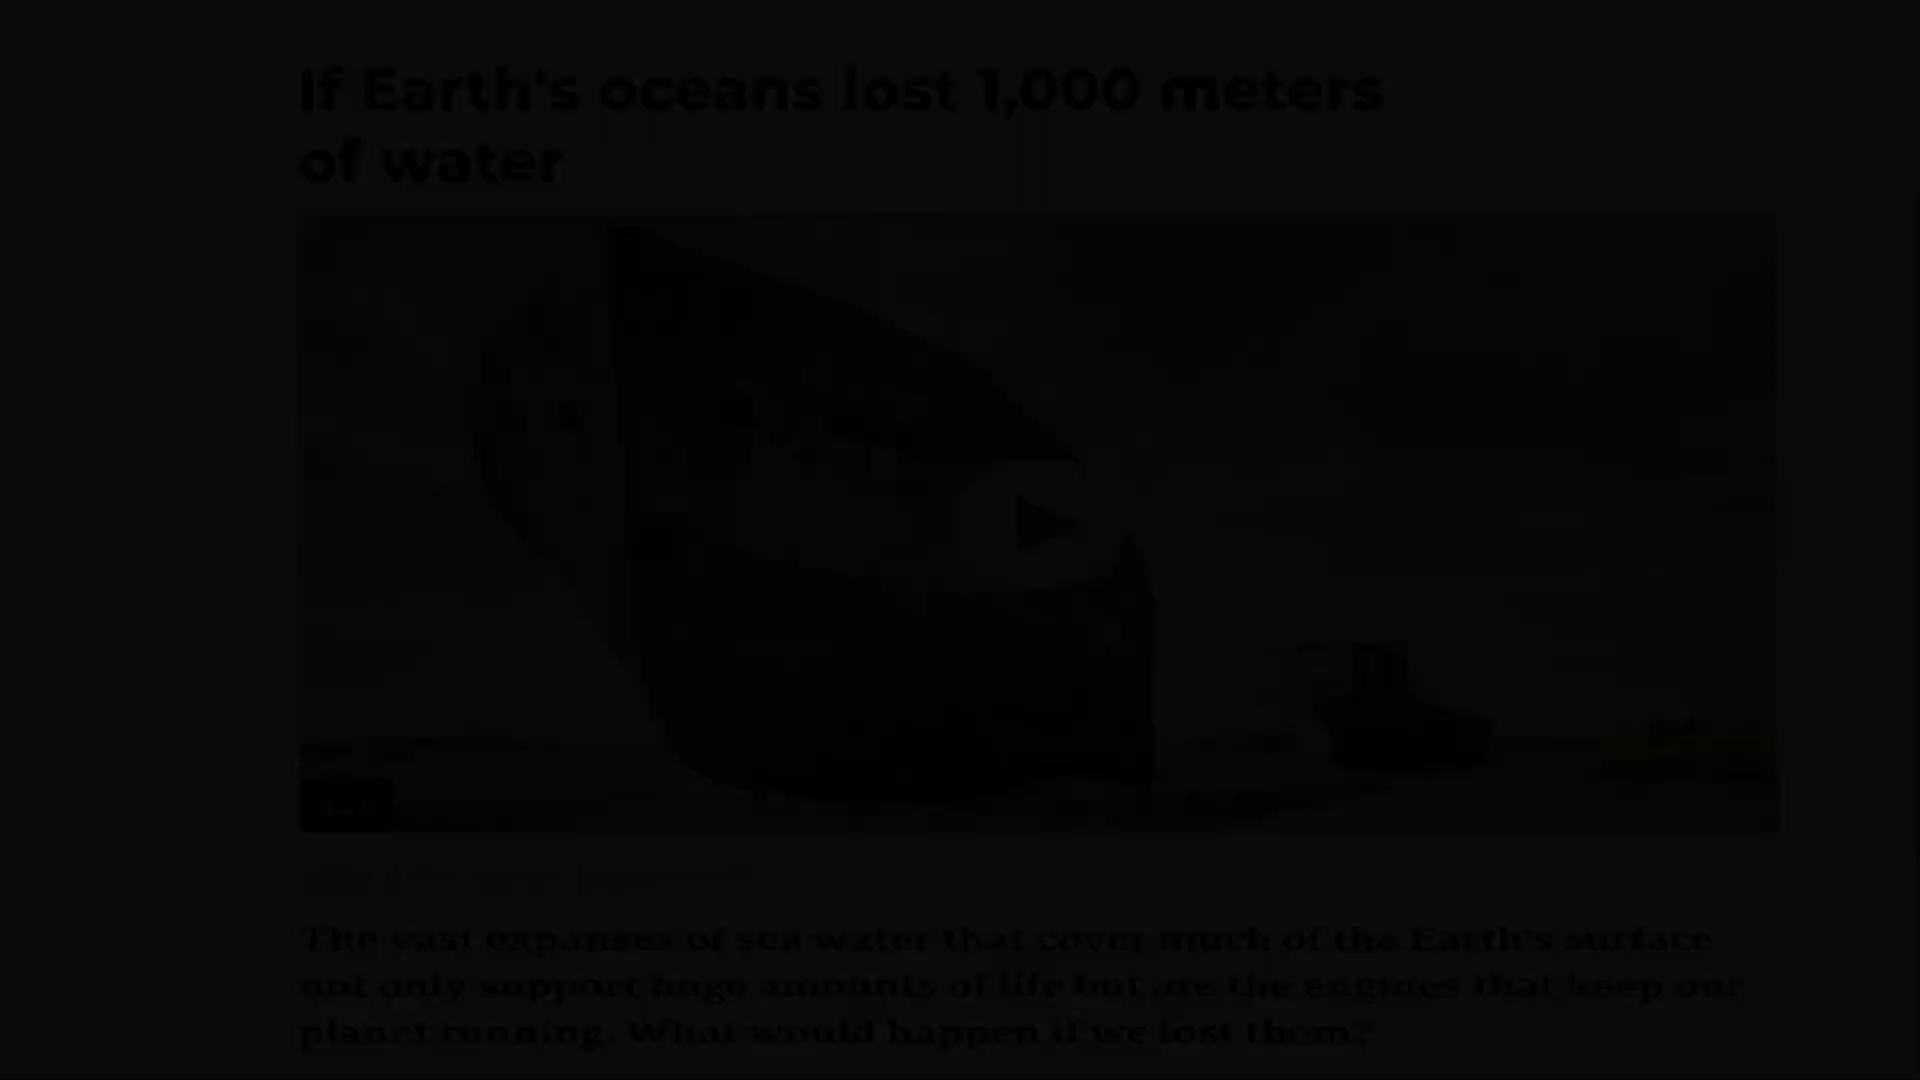 If Earth's oceans lost 1,000 meters
of water
The vast expanses of sea water that cover much of the Earth's surface
not only support huge amounts of life but are the engines that keep our
planet running. What would happen if we lost them?